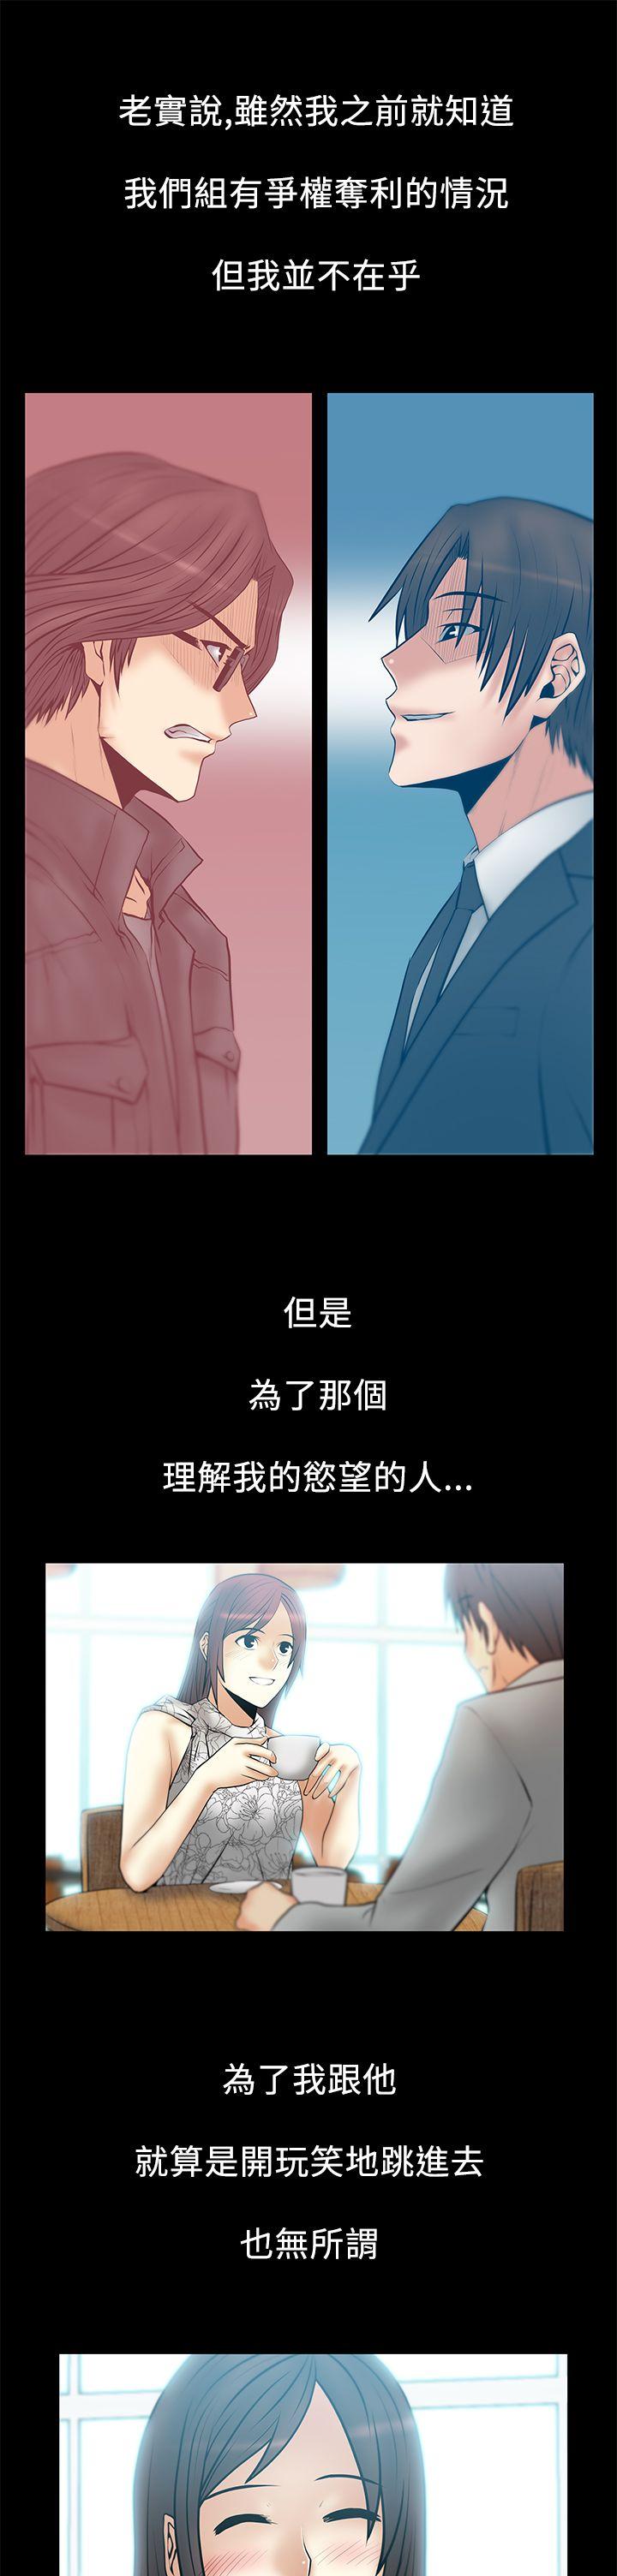 老實說,雖然我之前就知道
我們組有爭權奪利的情況
但我並不在乎
但是
為了那個
理解我的慾望的人...
為了我跟他
就算是開玩笑地跳進去
也無所謂